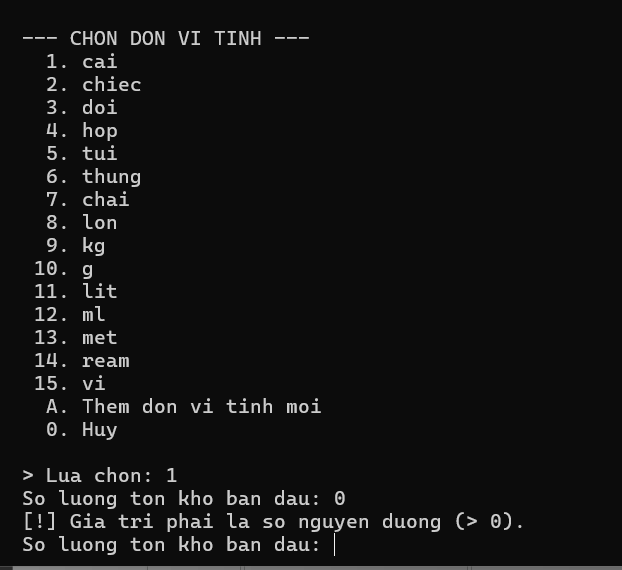 --- CHON DON VI TINH ---
1. cai
2. chiec
3. doi
4. hop
5. tui
6. thung
7. chai
8. lon
9. kg
10. g
11. lit
12. ml
13. met
14. ream
15. vi
A. Them don vi tinh moi
0. Huy
> Lua chon: 1
So luong ton kho ban dau: 0
[!] Gia tri phai la so nguyen duong (> 0).
So luong ton kho ban dau: